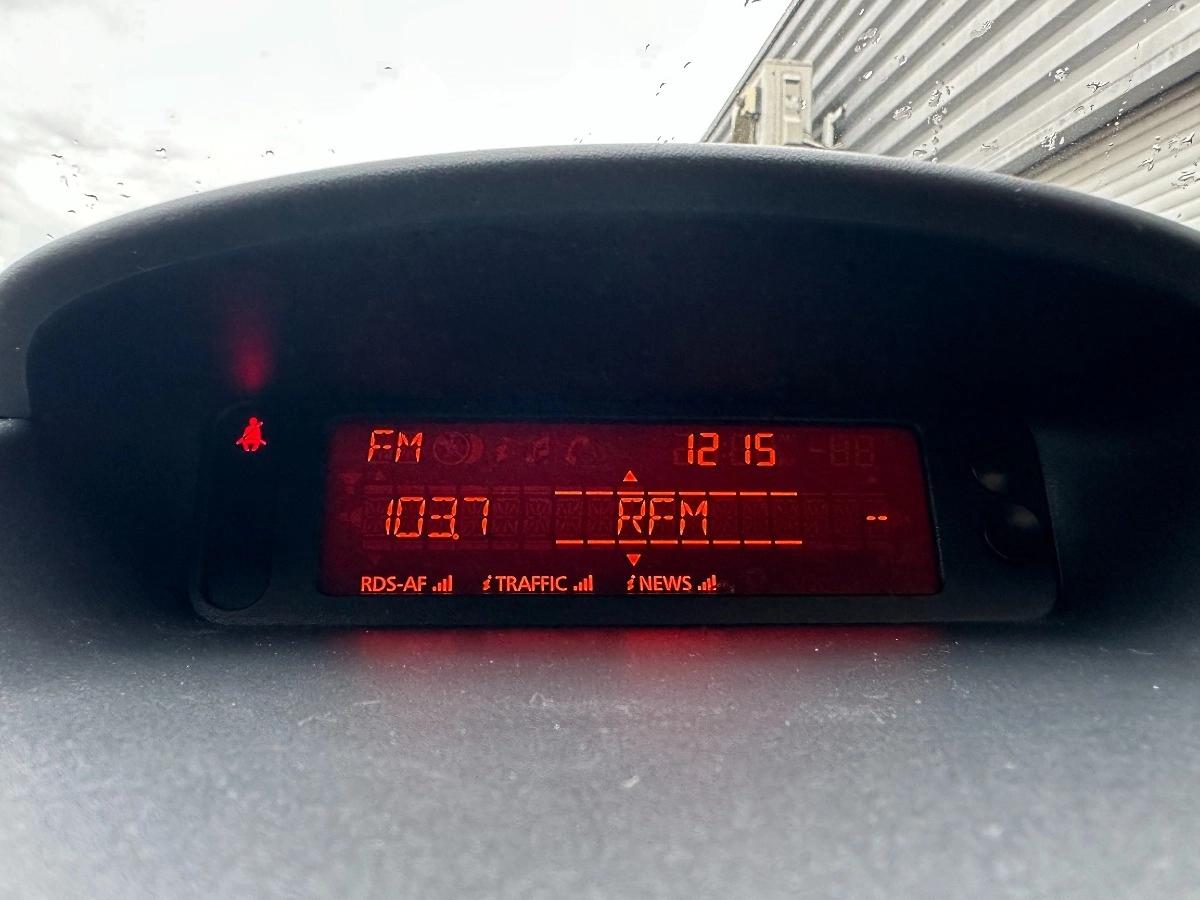 FM 12 15
103.7 RFM --
RDS-AF i TRAFFIC i NEWS